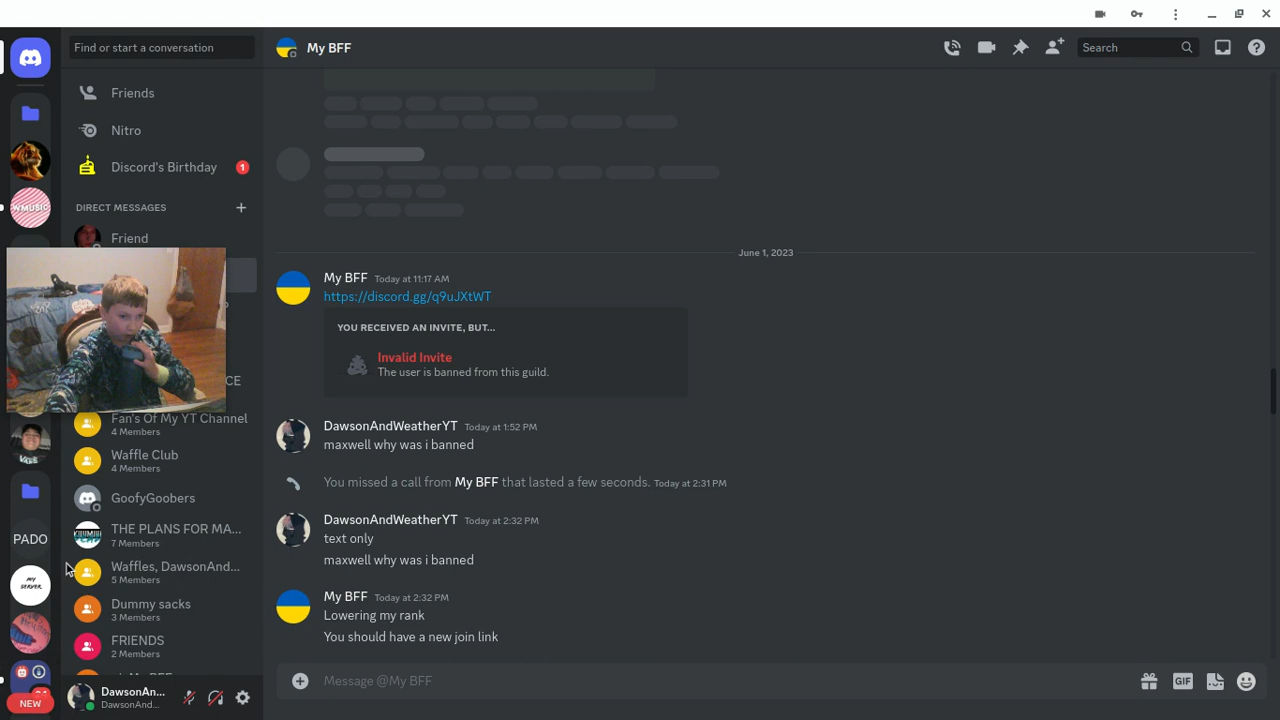 Find or start a conversation
My BFF
Search
Friends
Nitro
Discord's Birthday
1
DIRECT MESSAGES
Friend
CE
Fan's Of My YT Channel
4 Members
Waffle Club
4 Members
GoofyGoobers
THE PLANS FOR MA...
7 Members
Waffles, DawsonAnd...
5 Members
Dummy sacks
3 Members
FRIENDS
2 Members
WMUSIC
VANS
PADO
MY
SERVER
NEW
DawsonAn...
DawsonAnd...
June 1, 2023
My BFF Today at 11:17 AM
https://discord.gg/q9uJXtWT
YOU RECEIVED AN INVITE, BUT...
Invalid Invite
The user is banned from this guild.
DawsonAndWeatherYT Today at 1:52 PM
maxwell why was i banned
You missed a call from My BFF that lasted a few seconds. Today at 2:31 PM
DawsonAndWeatherYT Today at 2:32 PM
text only
maxwell why was i banned
My BFF Today at 2:32 PM
Lowering my rank
You should have a new join link
Message @My BFF
GIF